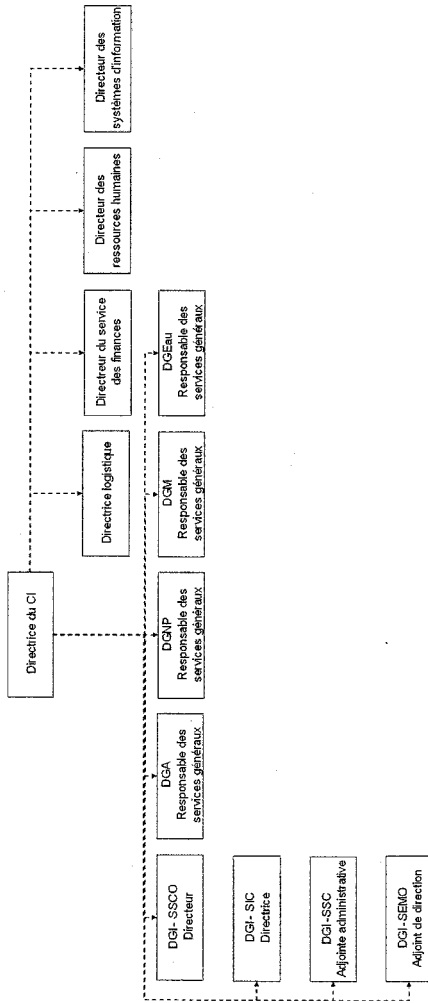 Directrice du CI
Directrice logistique
Directreur du service
des finances
Directeur des
ressources humaines
Directeur des
systèmes d'information
DGI- SSCO
Directeur
DGA
Responsable des
services généraux
DGNP
Responsable des
services généraux
DGM
Responsable des
services généraux
DGEau
Responsable des
services généraux
DGI- SIC
Directrice
DGI-SSC
Adjointe administrative
DGI-SEMO
Adjoint de direction